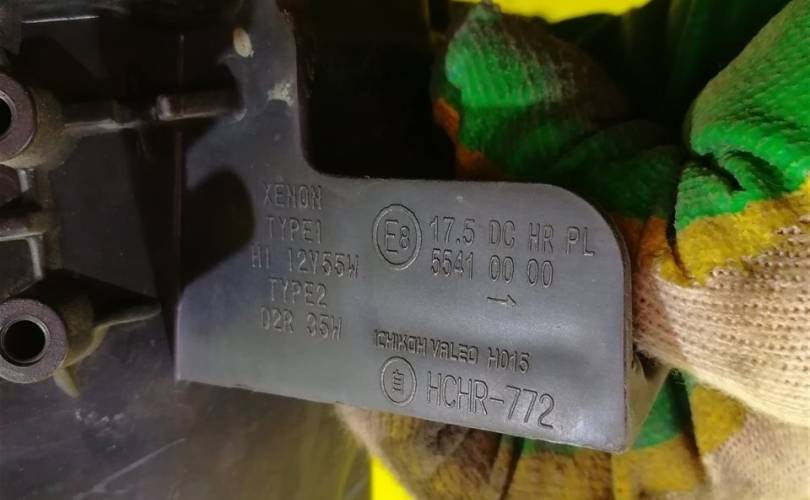 XENON
TYPE1
H1 12V55W
TYPE2
D2R 35W
E8 17.5 DC HR PL
5541 00 00
→
ICHIKOH VALEO H015
自 HCHR-772